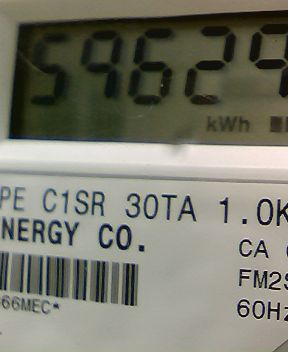 59629
kWh
PE C1SR 30TA 1.0K
NERGY CO.
CA
FM2S
66MEC*
60Hz